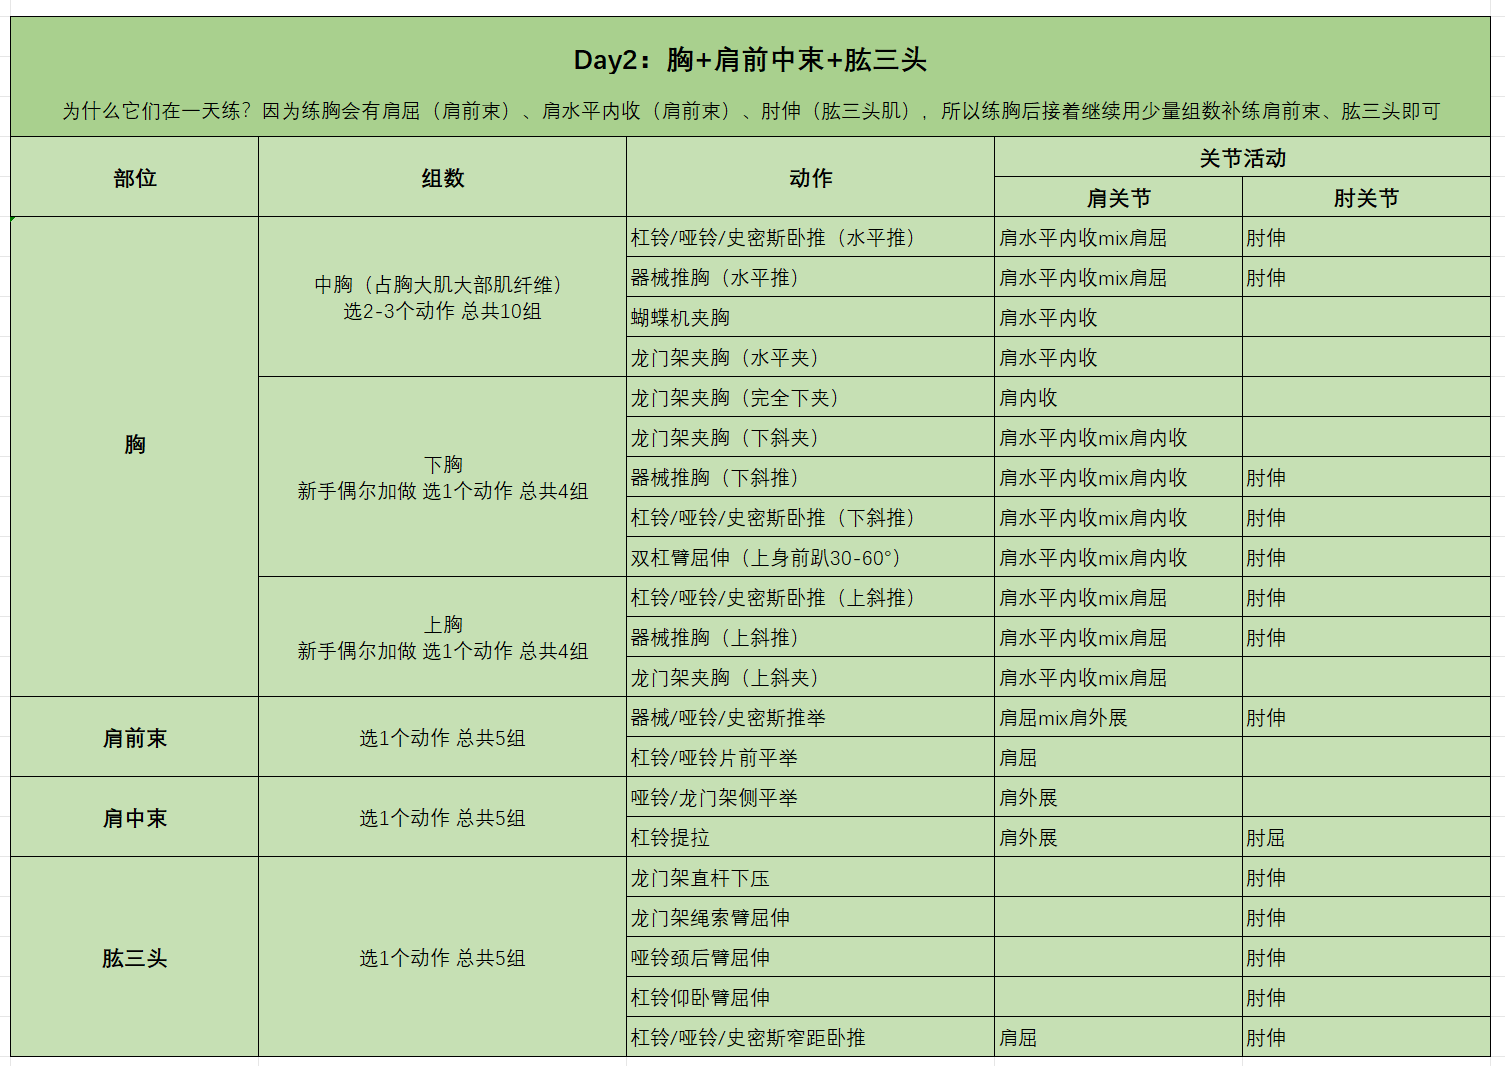 Day2：胸+肩前中束+肱三头
为什么它们在一天练？因为练胸会有肩屈（肩前束）、肩水平内收（肩前束）、肘伸（肱三头肌），所以练胸后接着继续用少量组数补练肩前束、肱三头即可
部位 组数 动作 关节活动
肩关节 肘关节
胸
中胸（占胸大肌大部肌纤维）
选2-3个动作 总共10组
杠铃/哑铃/史密斯卧推（水平推） 肩水平内收mix肩屈 肘伸
器械推胸（水平推） 肩水平内收mix肩屈 肘伸
蝴蝶机夹胸 肩水平内收
龙门架夹胸（水平夹） 肩水平内收
下胸
新手偶尔加做 选1个动作 总共4组
龙门架夹胸（完全下夹） 肩内收
龙门架夹胸（下斜夹） 肩水平内收mix肩内收
器械推胸（下斜推） 肩水平内收mix肩内收 肘伸
杠铃/哑铃/史密斯卧推（下斜推） 肩水平内收mix肩内收 肘伸
双杠臂屈伸（上身前趴30-60°） 肩水平内收mix肩内收 肘伸
上胸
新手偶尔加做 选1个动作 总共4组
杠铃/哑铃/史密斯卧推（上斜推） 肩水平内收mix肩屈 肘伸
器械推胸（上斜推） 肩水平内收mix肩屈 肘伸
龙门架夹胸（上斜夹） 肩水平内收mix肩屈
肩前束 选1个动作 总共5组
器械/哑铃/史密斯推举 肩屈mix肩外展 肘伸
杠铃/哑铃片前平举 肩屈
肩中束 选1个动作 总共5组
哑铃/龙门架侧平举 肩外展
杠铃提拉 肩外展 肘屈
肱三头 选1个动作 总共5组
龙门架直杆下压 肘伸
龙门架绳索臂屈伸 肘伸
哑铃颈后臂屈伸 肘伸
杠铃仰卧臂屈伸 肘伸
杠铃/哑铃/史密斯窄距卧推 肩屈 肘伸